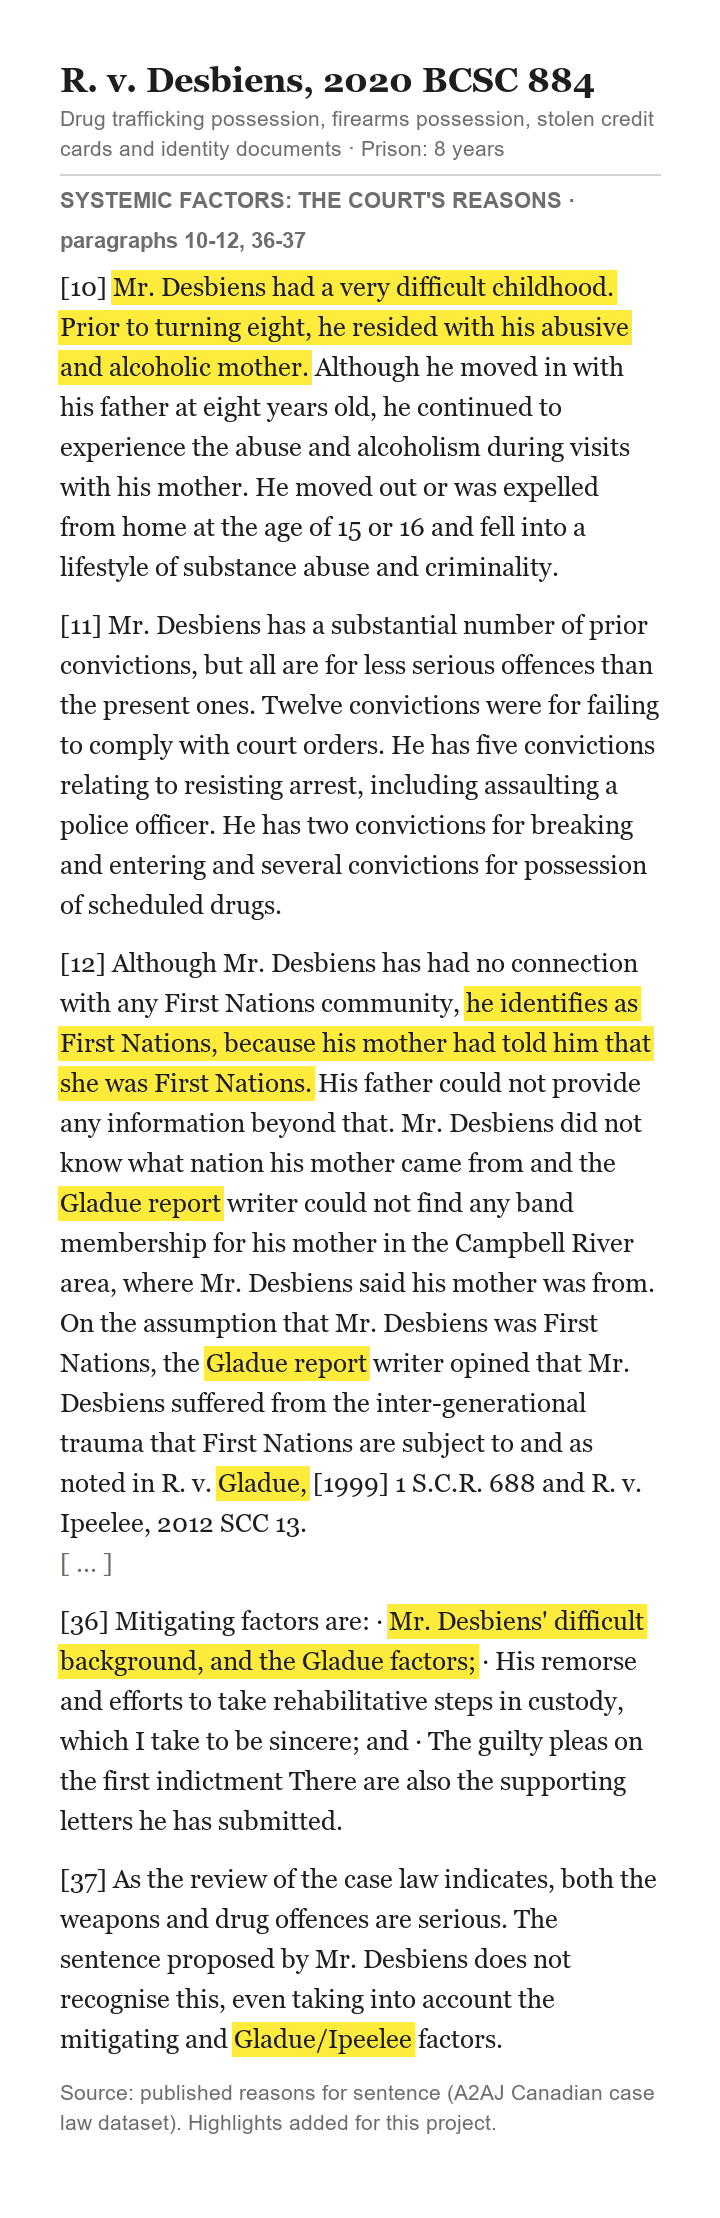 R. v. Desbiens, 2020 BCSC 884
Drug trafficking possession, firearms possession, stolen credit
cards and identity documents · Prison: 8 years
SYSTEMIC FACTORS: THE COURT'S REASONS ·
paragraphs 10-12, 36-37
[10] Mr. Desbiens had a very difficult childhood.
Prior to turning eight, he resided with his abusive
and alcoholic mother. Although he moved in with
his father at eight years old, he continued to
experience the abuse and alcoholism during visits
with his mother. He moved out or was expelled
from home at the age of 15 or 16 and fell into a
lifestyle of substance abuse and criminality.
[11] Mr. Desbiens has a substantial number of prior
convictions, but all are for less serious offences than
the present ones. Twelve convictions were for failing
to comply with court orders. He has five convictions
relating to resisting arrest, including assaulting a
police officer. He has two convictions for breaking
and entering and several convictions for possession
of scheduled drugs.
[12] Although Mr. Desbiens has had no connection
with any First Nations community, he identifies as
First Nations, because his mother had told him that
she was First Nations. His father could not provide
any information beyond that. Mr. Desbiens did not
know what nation his mother came from and the
Gladue report writer could not find any band
membership for his mother in the Campbell River
area, where Mr. Desbiens said his mother was from.
On the assumption that Mr. Desbiens was First
Nations, the Gladue report writer opined that Mr.
Desbiens suffered from the inter-generational
trauma that First Nations are subject to and as
noted in R. v. Gladue, [1999] 1 S.C.R. 688 and R. v.
Ipeelee, 2012 SCC 13.
[ ... ]
[36] Mitigating factors are: · Mr. Desbiens' difficult
background, and the Gladue factors; · His remorse
and efforts to take rehabilitative steps in custody,
which I take to be sincere; and · The guilty pleas on
the first indictment There are also the supporting
letters he has submitted.
[37] As the review of the case law indicates, both the
weapons and drug offences are serious. The
sentence proposed by Mr. Desbiens does not
recognise this, even taking into account the
mitigating and Gladue/Ipeelee factors.
Source: published reasons for sentence (A2AJ Canadian case
law dataset). Highlights added for this project.